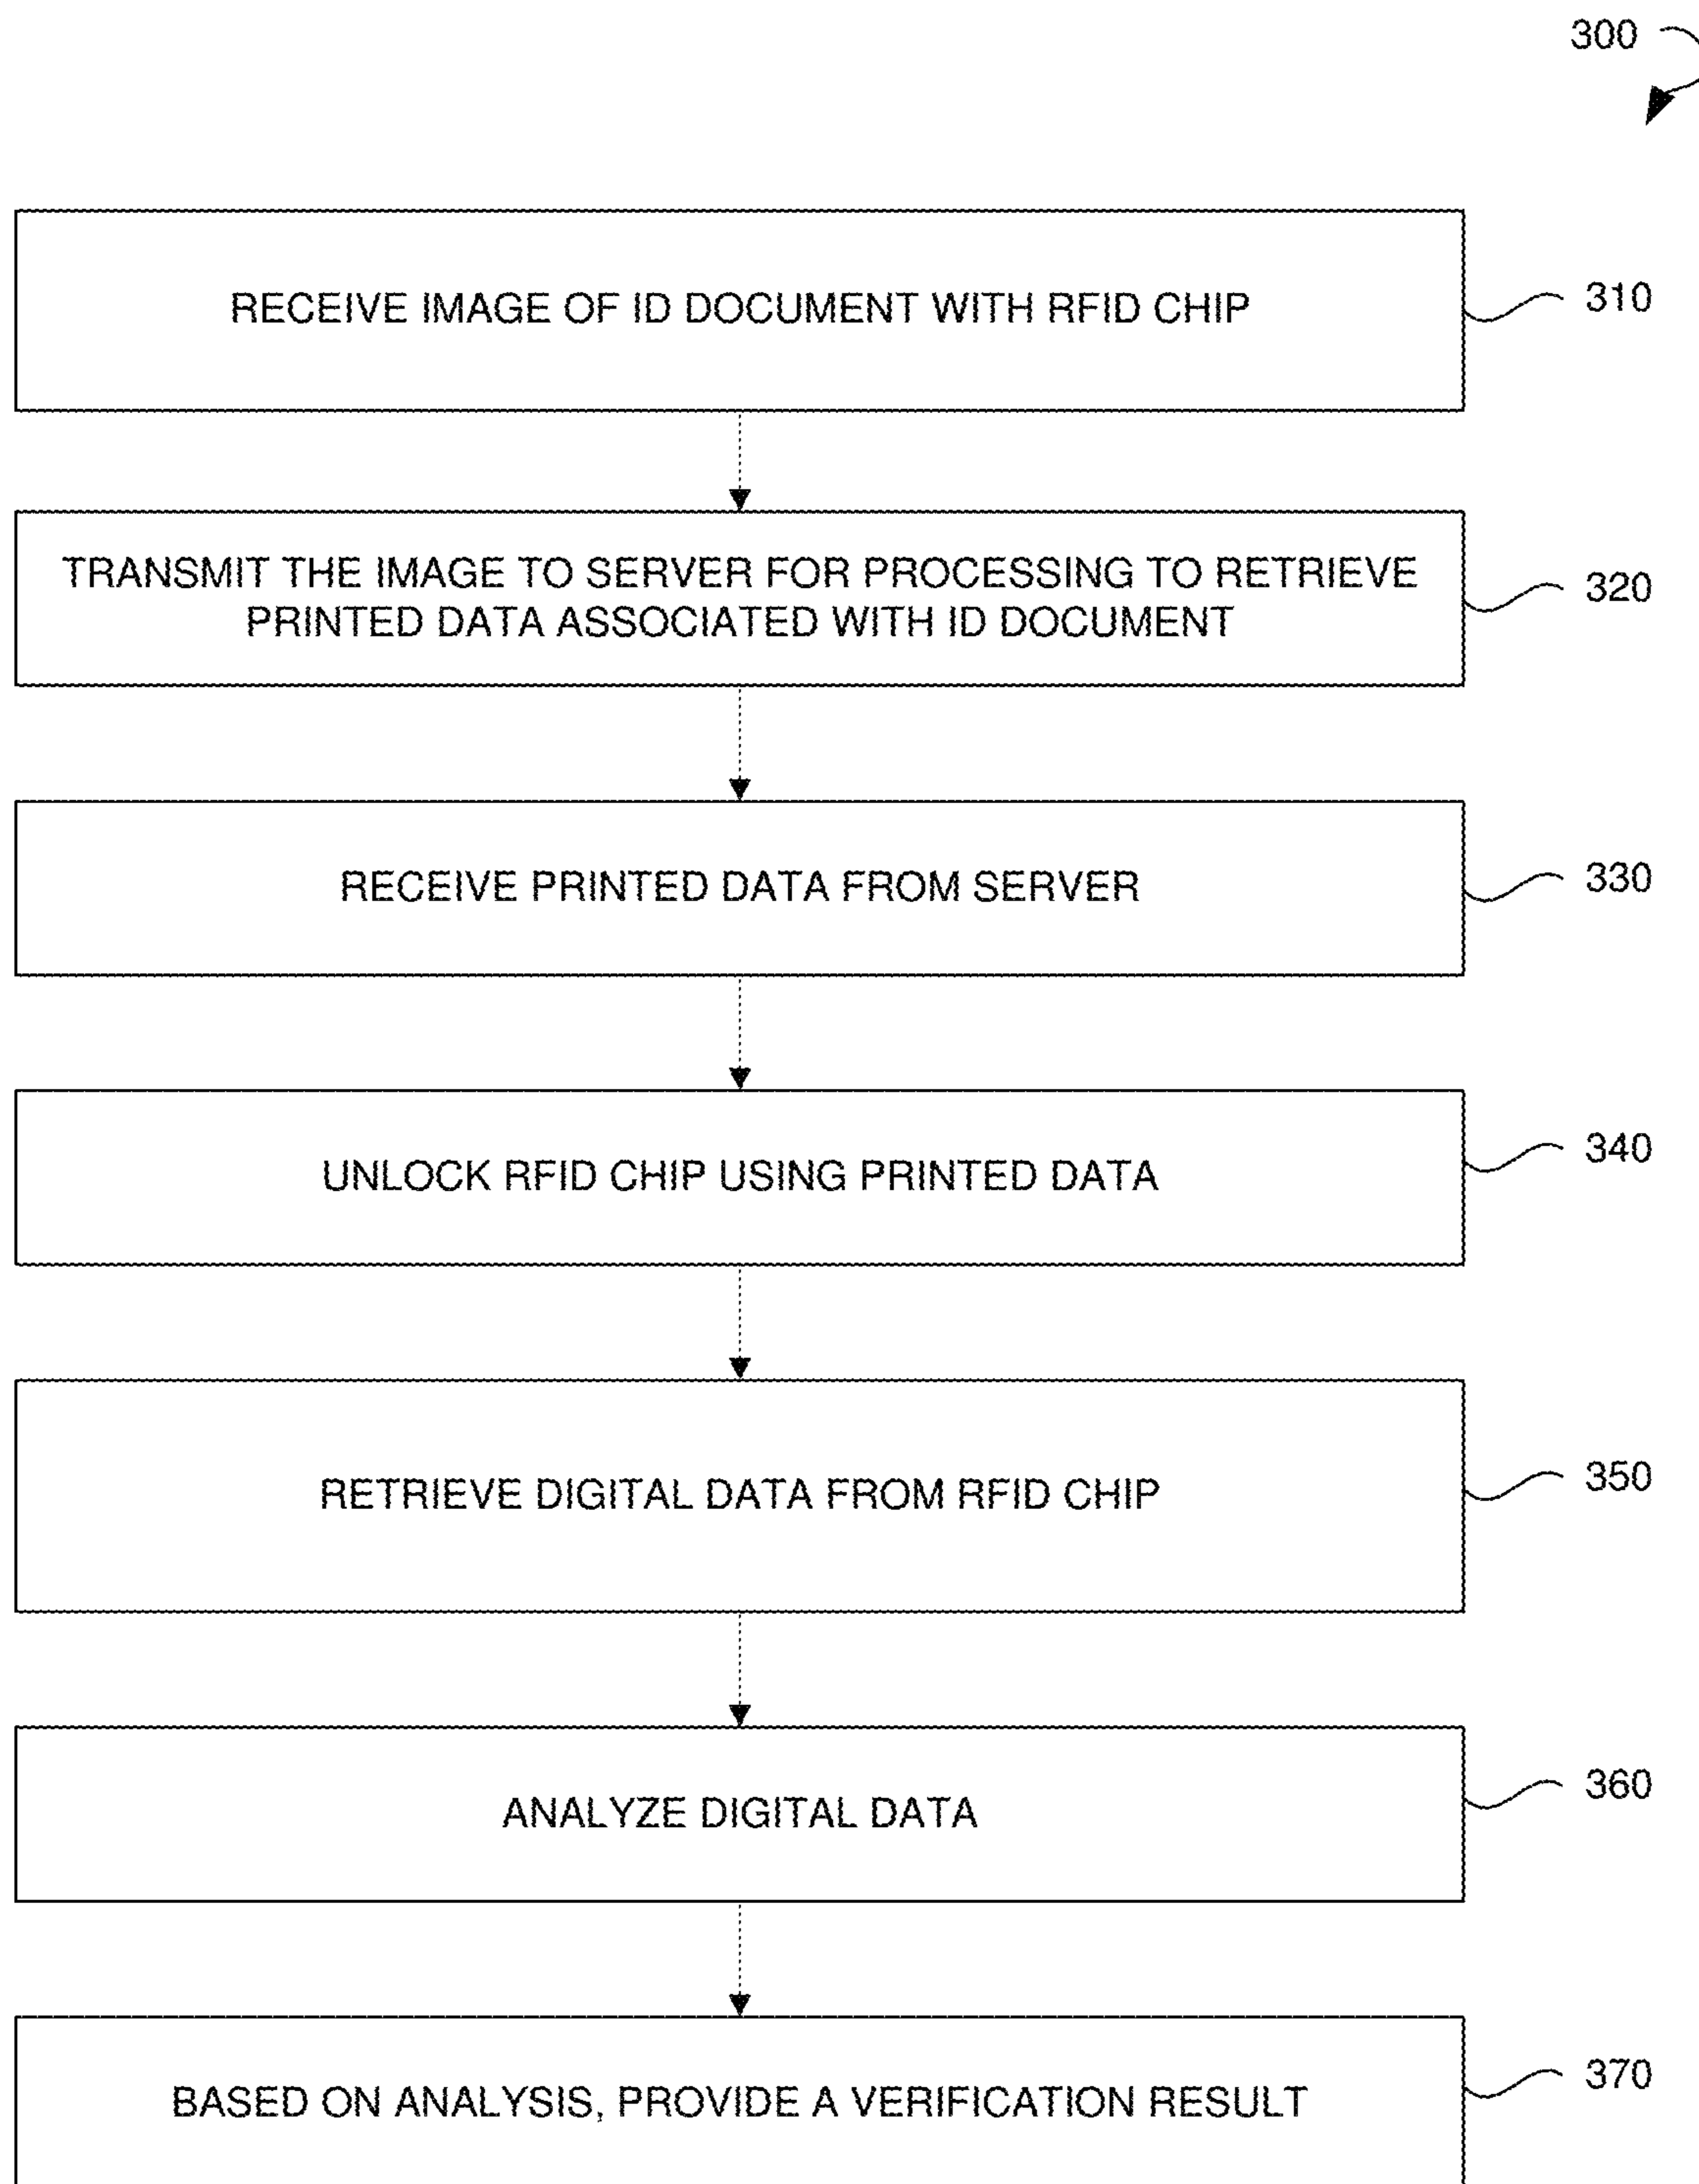 300
RECEIVE IMAGE OF ID DOCUMENT WITH RFID CHIP
310
TRANSMIT THE IMAGE TO SERVER FOR PROCESSING TO RETRIEVE
PRINTED DATA ASSOCIATED WITH ID DOCUMENT
320
RECEIVE PRINTED DATA FROM SERVER
330
UNLOCK RFID CHIP USING PRINTED DATA
340
RETRIEVE DIGITAL DATA FROM RFID CHIP
350
ANALYZE DIGITAL DATA
360
BASED ON ANALYSIS, PROVIDE A VERIFICATION RESULT
370